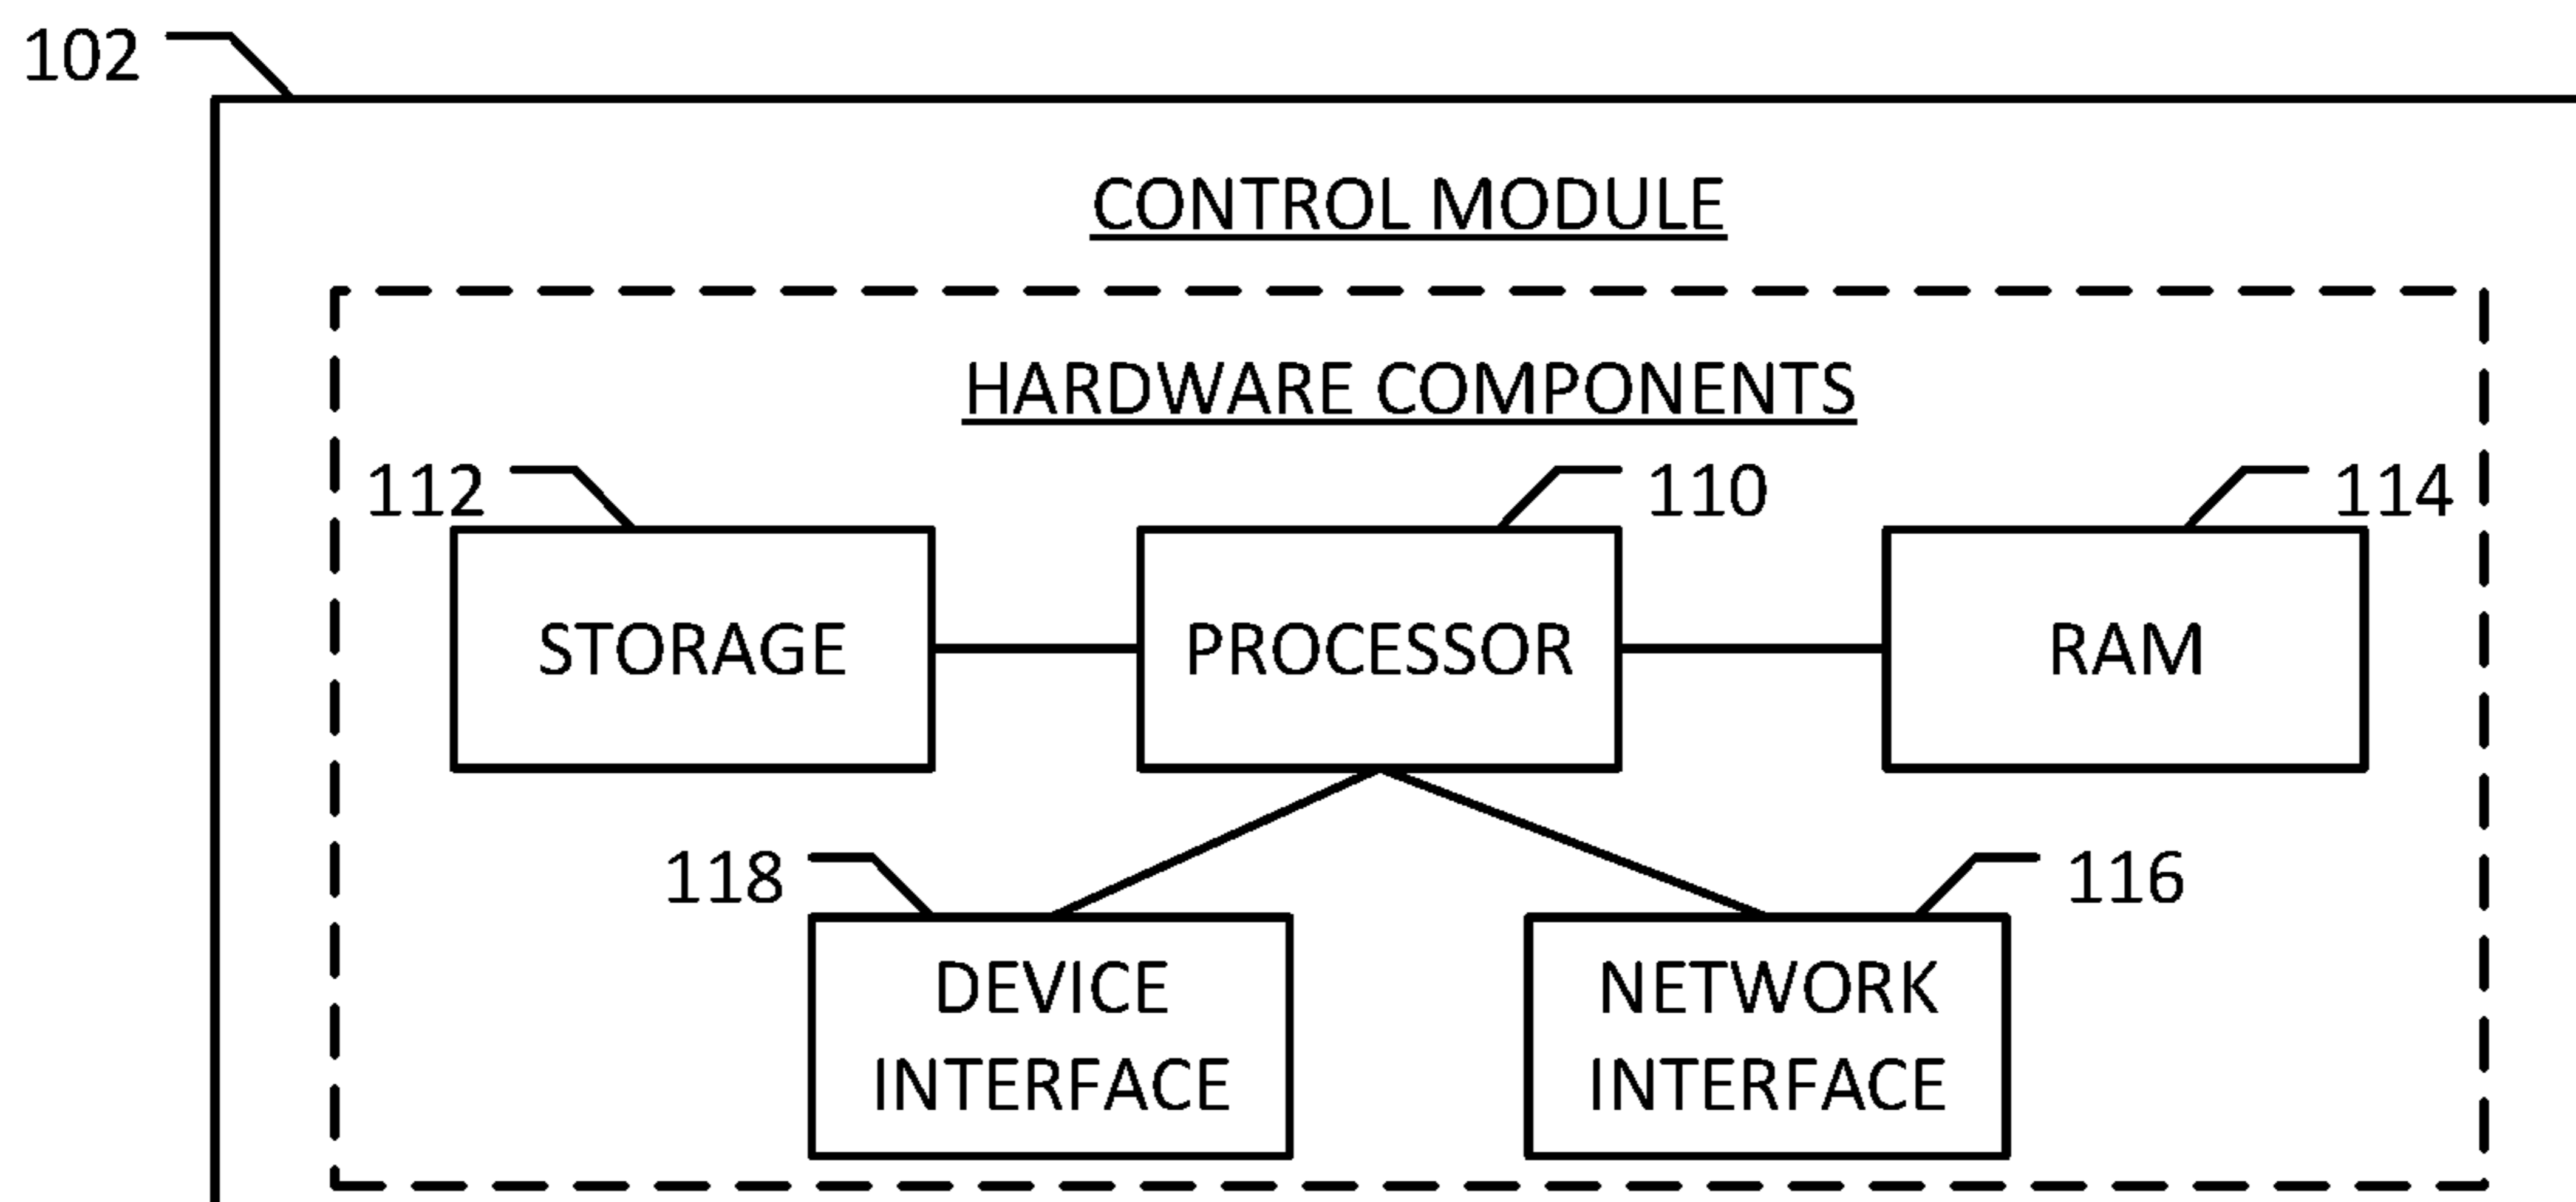 102
CONTROL MODULE
HARDWARE COMPONENTS
112
110
114
STORAGE
PROCESSOR
RAM
118
116
DEVICE
INTERFACE
NETWORK
INTERFACE